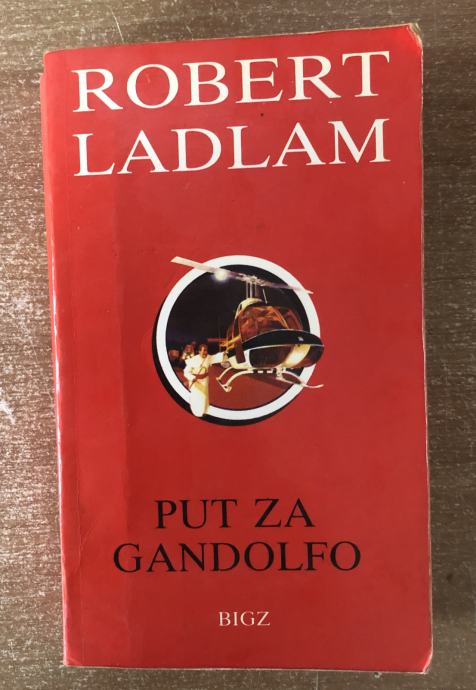 ROBERT
LADLAM
PUT ZA
GANDOLFO
BIGZ